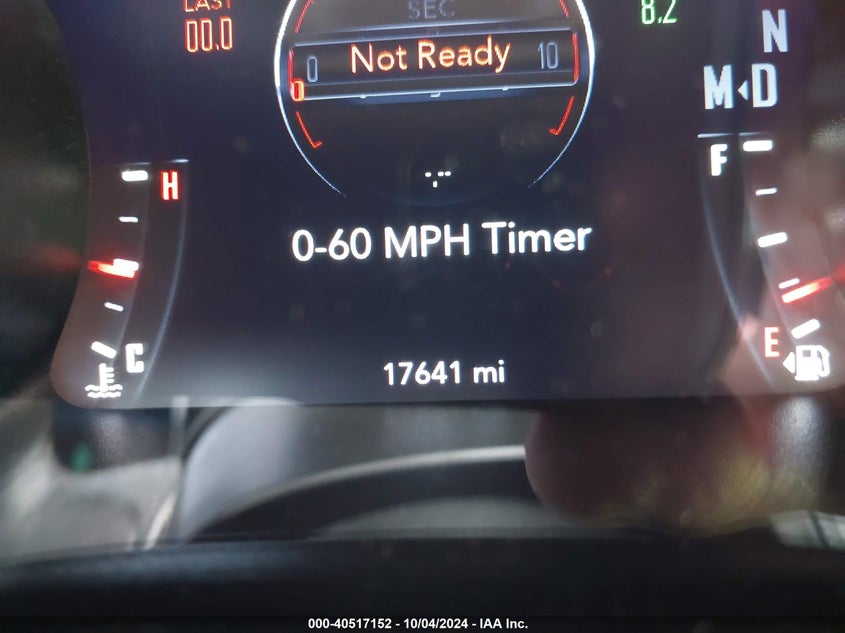 LAST
00.0
SEC
8.2
0 Not Ready 10
0
N
M D
H
F
0-60 MPH Timer
C
E
17641 mi
000-40517152 - 10/04/2024 - IAA Inc.